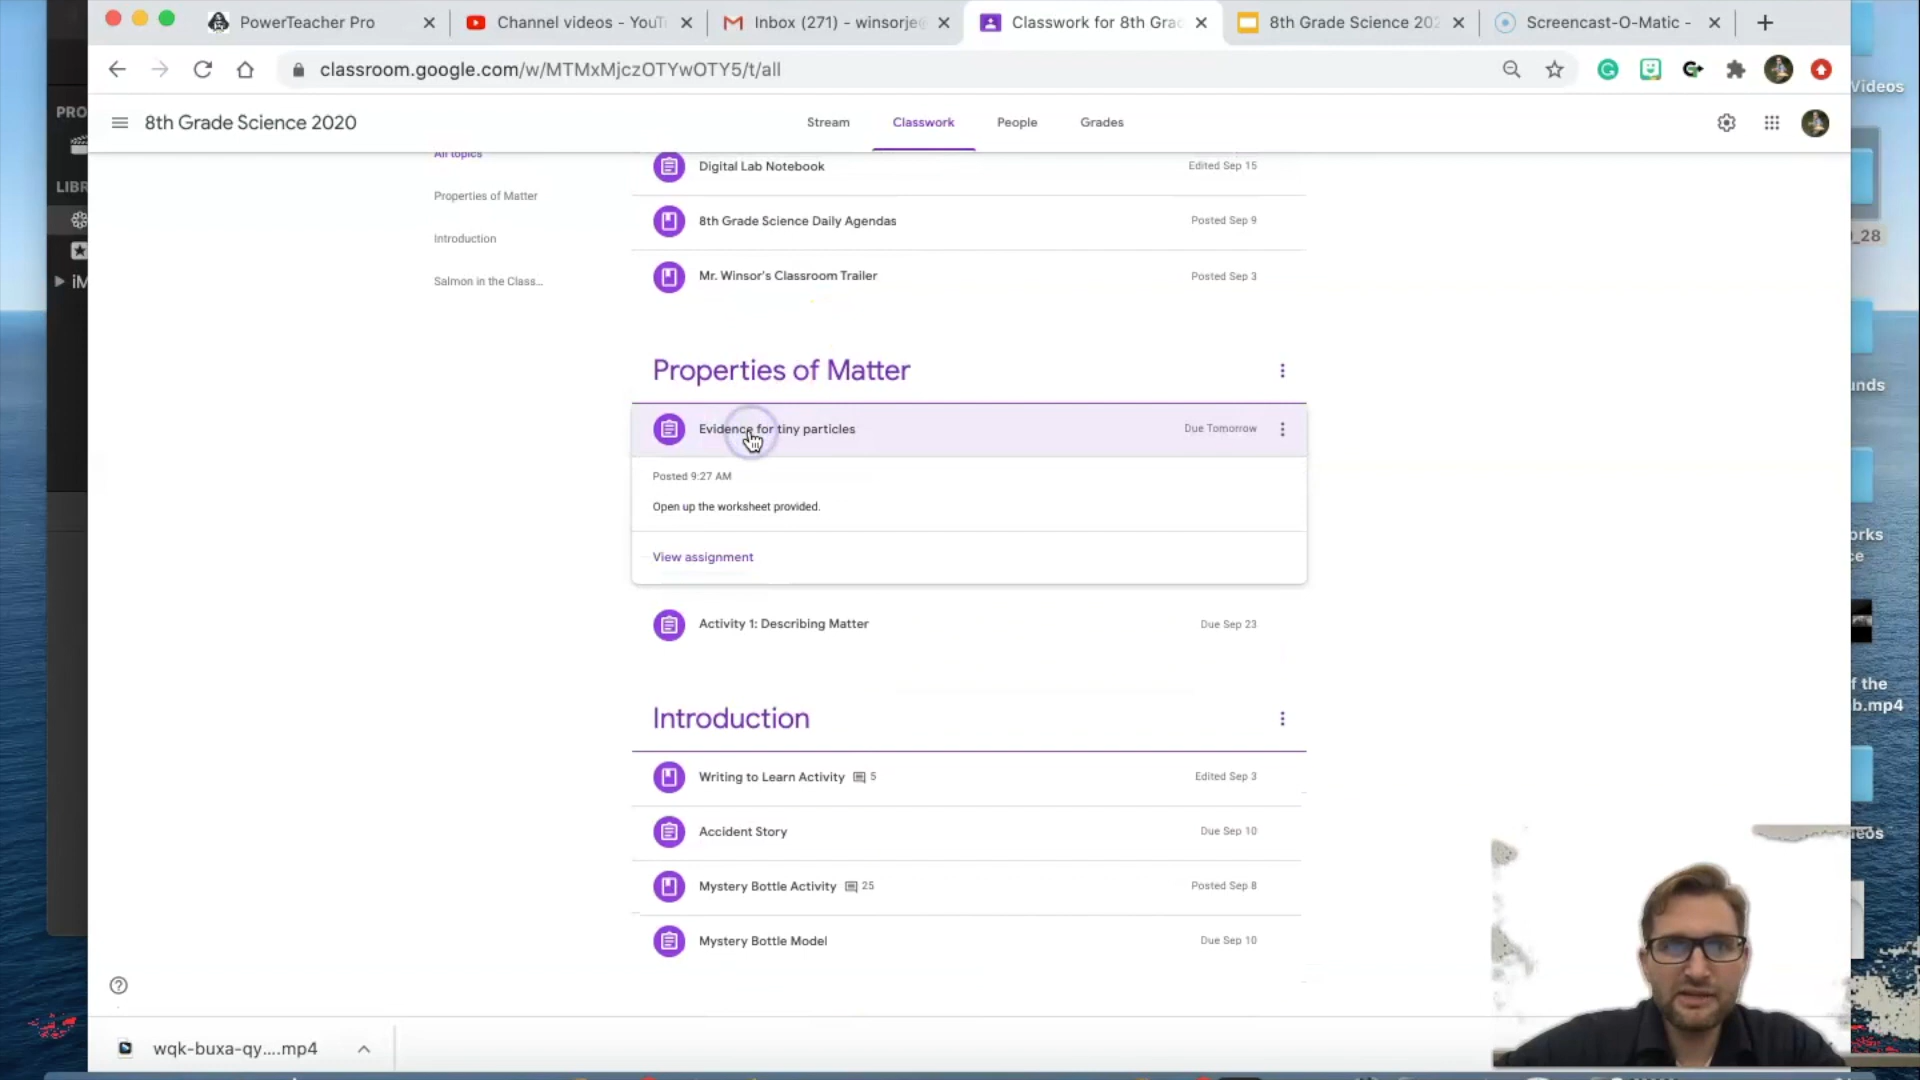 PowerTeacher Pro
Channel videos - YouT
Inbox (271) - winsorje
Classwork for 8th Grad
8th Grade Science 202
Screencast-O-Matic -
classroom.google.com/w/MTMxMjczOTYwOTY5/t/all
8th Grade Science 2020
Stream
Classwork
People
Grades
All topics
Properties of Matter
Introduction
Salmon in the Class...
Digital Lab Notebook
Edited Sep 15
8th Grade Science Daily Agendas
Posted Sep 9
Mr. Winsor's Classroom Trailer
Posted Sep 3
Properties of Matter
Evidence for tiny particles
Due Tomorrow
Posted 9:27 AM
Open up the worksheet provided.
View assignment
Activity 1: Describing Matter
Due Sep 23
Introduction
Writing to Learn Activity 5
Edited Sep 3
Accident Story
Due Sep 10
Mystery Bottle Activity 25
Posted Sep 8
Mystery Bottle Model
Due Sep 10
wqk-buxa-qy....mp4
PRO
LIBR
iM
Videos
_28
unds
orks
ce
f the
b.mp4
eos